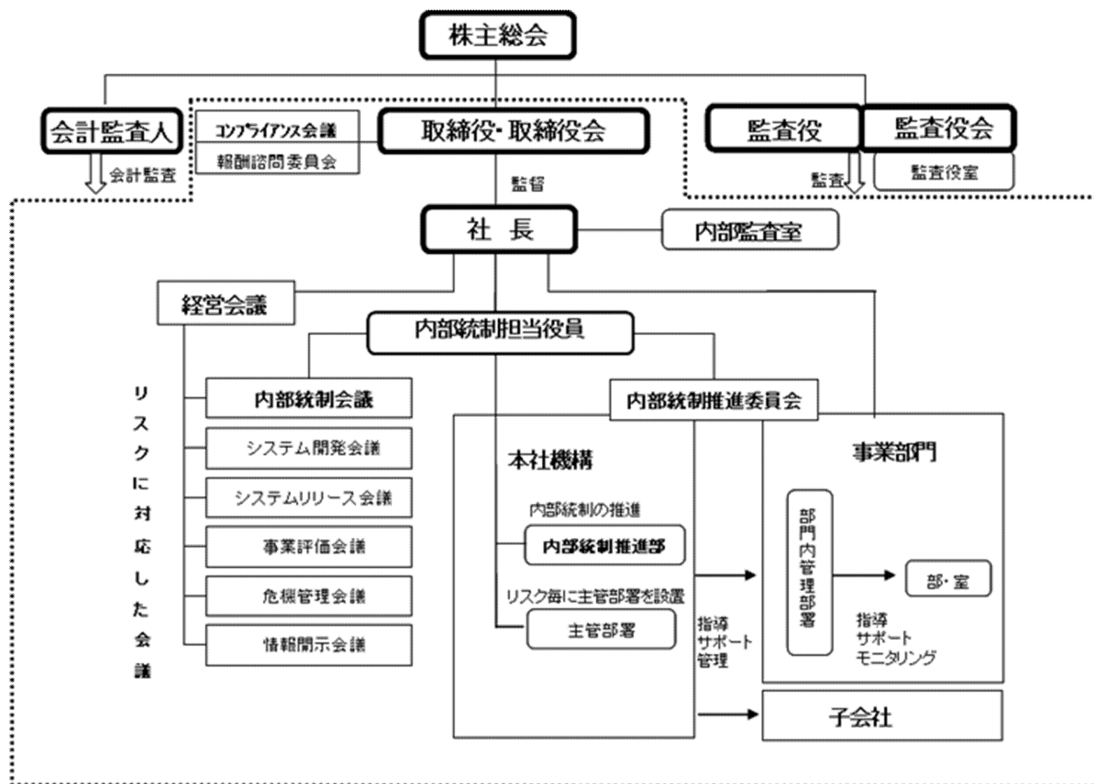 株主総会
会計監査人
コンプライアンス会議
報酬諮問委員会
取締役・取締役会
監査役
監査役会
監査役室
会計監査
監督
監査
社 長
内部監査室
経営会議
内部統制担当役員
リスクに対応した会議
内部統制会議
システム開発会議
システムリリース会議
事業評価会議
危機管理会議
情報開示会議
内部統制推進委員会
本社機構
内部統制の推進
内部統制推進部
リスク毎に主管部署を設置
主管部署
指導
サポート
管理
事業部門
部門内管理部署
部・室
指導
サポート
モニタリング
子会社